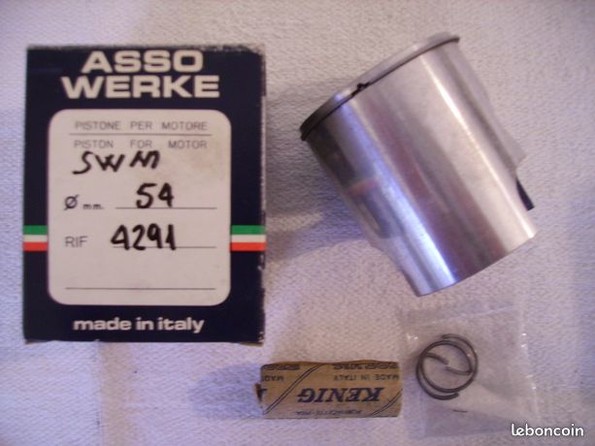 ASSO
WERKE
PISTONE PER MOTORE
PISTON FOR MOTOR
SWM
Ø mm. 54
RIF 4291
made in italy
MADE IN ITALY
KENIG
leboncoin